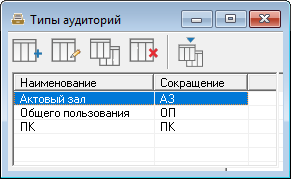 Типы аудиторий
Наименование Сокращение
Актовый зал АЗ
Общего пользования ОП
ПК ПК